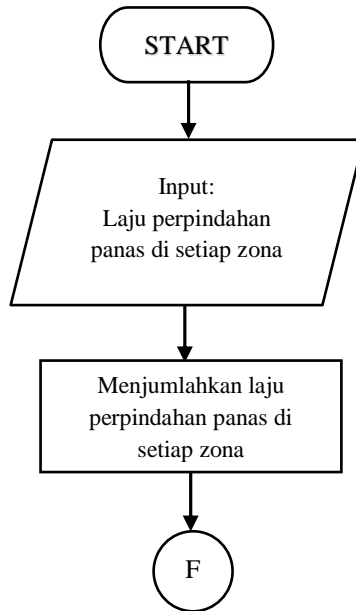 START
Input:
Laju perpindahan
panas di setiap zona
Menjumlahkan laju
perpindahan panas di
setiap zona
F